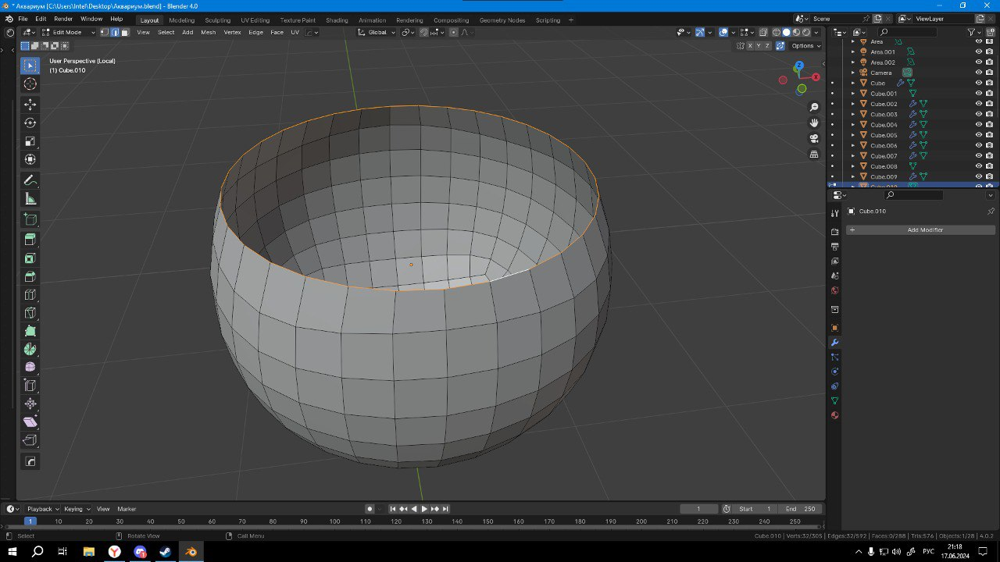 * Аквариум [C:\Users\Intel\Desktop\Аквариум.blend] - Blender 4.0
File Edit Render Window Help Layout Modeling Sculpting UV Editing Texture Paint Shading Animation Rendering Compositing Geometry Nodes Scripting + Scene ViewLayer
Edit Mode View Select Add Mesh Vertex Edge Face UV Global
X Y Z Options
User Perspective (Local)
(1) Cube.010
X
Z
Area
Area.001
Area.002
Camera
Cube
Cube.001
Cube.002
Cube.003
Cube.004
Cube.005
Cube.006
Cube.007
Cube.008
Cube.009
Cube.010
Cube.010
+ Add Modifier
Playback Keying View Marker 1 Start 1 End 250
1 10 20 30 40 50 60 70 80 90 100 110 120 130 140 150 160 170 180 190 200 210 220 230 240 250
Select Rotate View Call Menu Cube.010 | Verts:32/305 | Edges:32/592 | Faces:0/288 | Tris:576 | Objects:1/28 | 4.0.2
РУС
21:18
17.06.2024